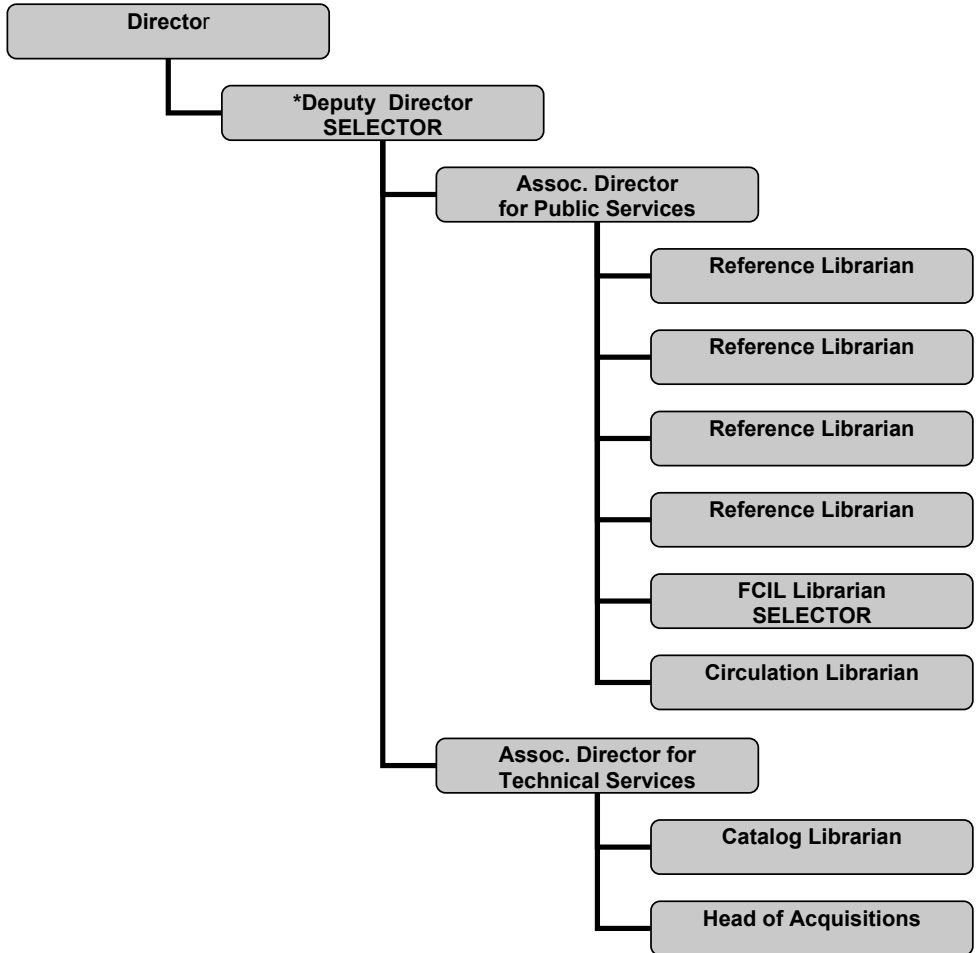 Director
*Deputy Director
SELECTOR
Assoc. Director
for Public Services
Reference Librarian
Reference Librarian
Reference Librarian
Reference Librarian
FCIL Librarian
SELECTOR
Circulation Librarian
Assoc. Director for
Technical Services
Catalog Librarian
Head of Acquisitions